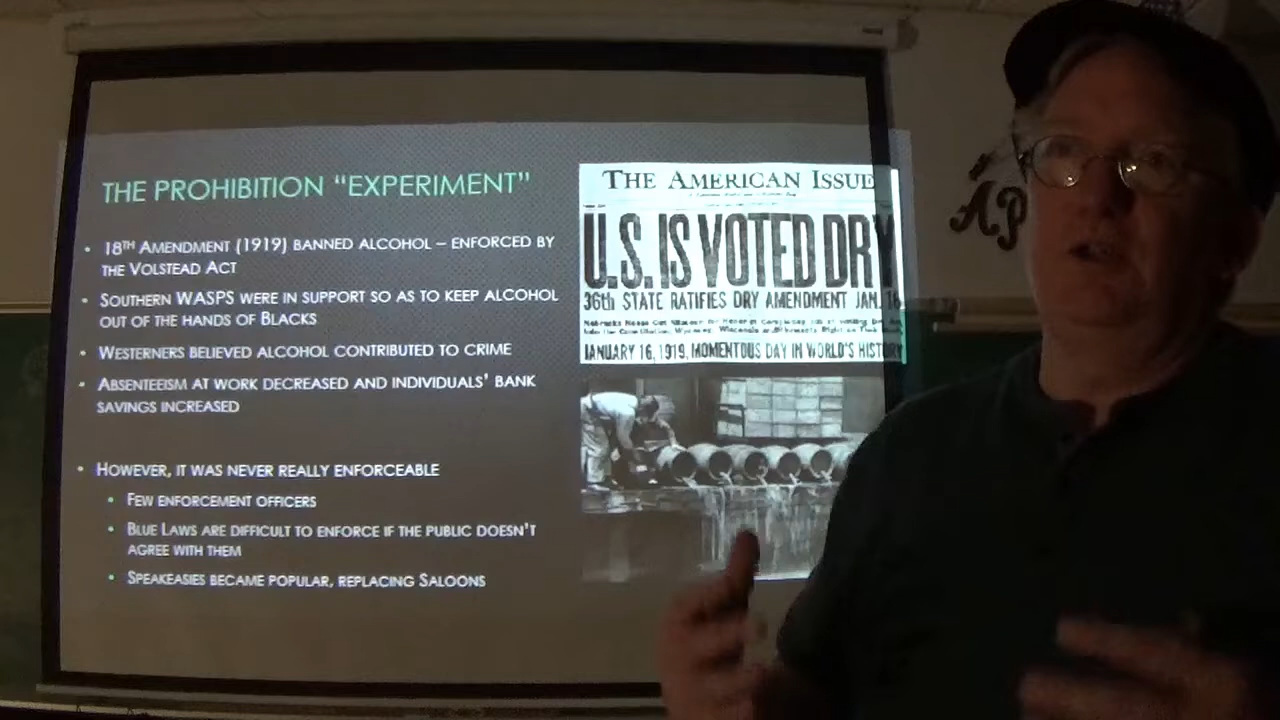 THE PROHIBITION “EXPERIMENT”
• 18TH AMENDMENT (1919) BANNED ALCOHOL – ENFORCED BY
THE VOLSTEAD ACT
• SOUTHERN WASPS WERE IN SUPPORT SO AS TO KEEP ALCOHOL
OUT OF THE HANDS OF BLACKS
• WESTERNERS BELIEVED ALCOHOL CONTRIBUTED TO CRIME
• ABSENTEEISM AT WORK DECREASED AND INDIVIDUALS’ BANK
SAVINGS INCREASED
• HOWEVER, IT WAS NEVER REALLY ENFORCEABLE
• FEW ENFORCEMENT OFFICERS
• BLUE LAWS ARE DIFFICULT TO ENFORCE IF THE PUBLIC DOESN’T
AGREE WITH THEM
• SPEAKEASIES BECAME POPULAR, REPLACING SALOONS
THE AMERICAN ISSUE
U.S. IS VOTED DRY
36th STATE RATIFIES DRY AMENDMENT JAN. 16
JANUARY 16, 1919, MOMENTOUS DAY IN WORLD'S HISTORY
AP